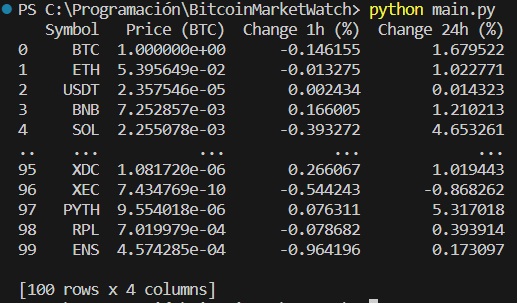 PS C:\Programación\BitcoinMarketWatch> python main.py
Symbol Price (BTC) Change 1h (%) Change 24h (%)
0 BTC 1.000000e+00 -0.146155 1.679522
1 ETH 5.395649e-02 -0.013275 1.022771
2 USDT 2.357546e-05 0.002434 0.014323
3 BNB 7.252857e-03 0.166005 1.210213
4 SOL 2.255078e-03 -0.393272 4.653261
.. ... ... ... ...
95 XDC 1.081720e-06 0.266067 1.019443
96 XEC 7.434769e-10 -0.544243 -0.868262
97 PYTH 9.554018e-06 0.076311 5.317018
98 RPL 7.019979e-04 -0.078682 0.393914
99 ENS 4.574285e-04 -0.964196 0.173097
[100 rows x 4 columns]